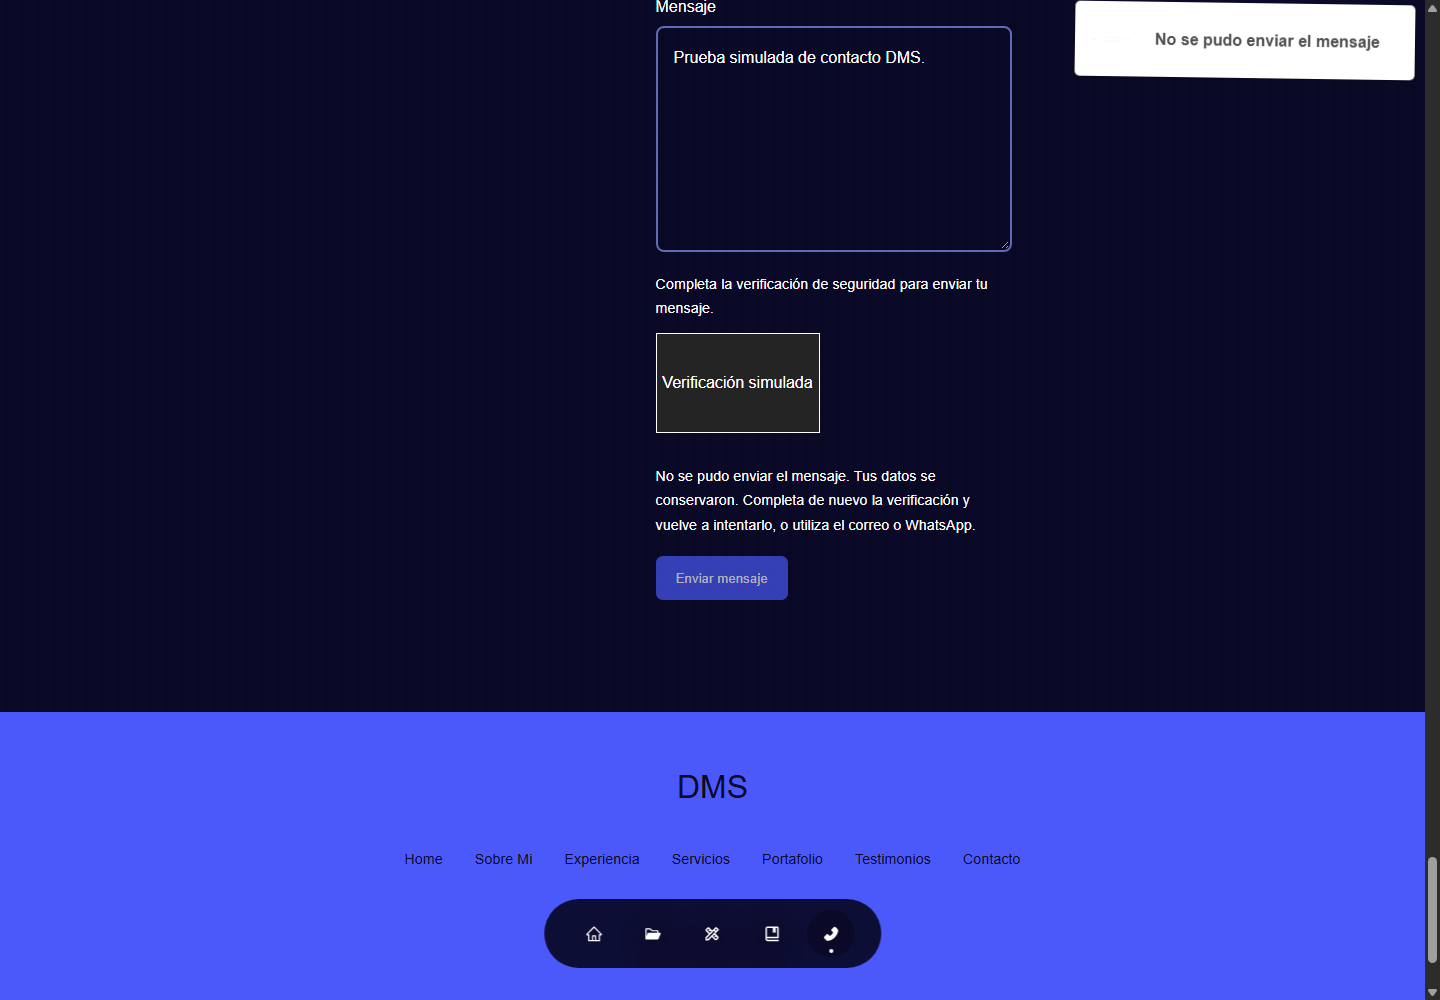 Mensaje
No se pudo enviar el mensaje
Prueba simulada de contacto DMS.
Completa la verificación de seguridad para enviar tu
mensaje.
Verificación simulada
No se pudo enviar el mensaje. Tus datos se
conservaron. Completa de nuevo la verificación y
vuelve a intentarlo, o utiliza el correo o WhatsApp.
Enviar mensaje
DMS
Home Sobre Mi Experiencia Servicios Portafolio Testimonios Contacto